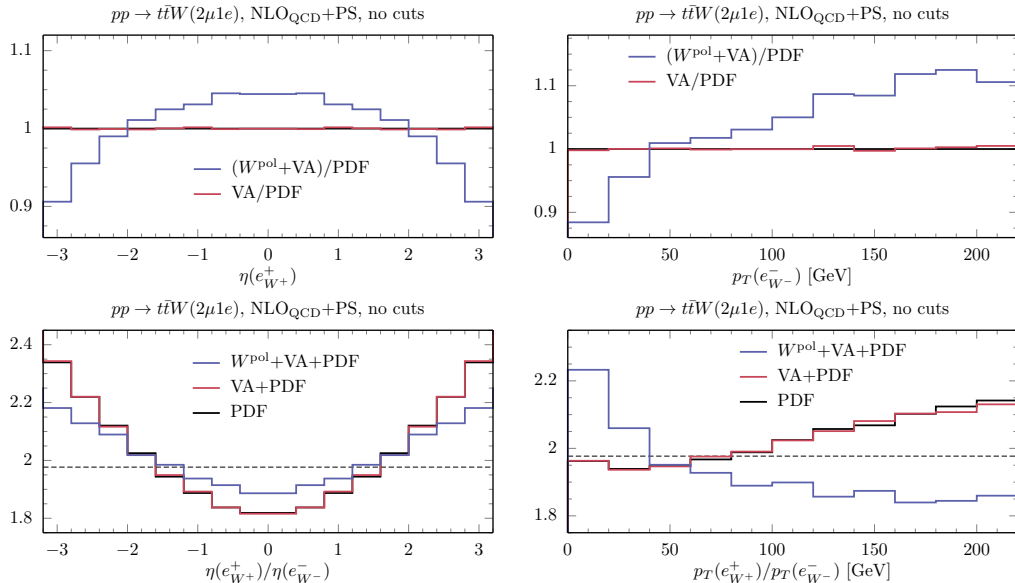 pp → tt̄W(2μ1e), NLO_QCD+PS, no cuts
1.1
1
0.9
(W^pol+VA)/PDF
VA/PDF
−3 −2 −1 0 1 2 3
η(e^+_{W^+})
pp → tt̄W(2μ1e), NLO_QCD+PS, no cuts
1.1
1
0.9
(W^pol+VA)/PDF
VA/PDF
0 50 100 150 200
p_T(e^-_{W^-}) [GeV]
pp → tt̄W(2μ1e), NLO_QCD+PS, no cuts
2.4
2.2
2
1.8
W^pol+VA+PDF
VA+PDF
PDF
−3 −2 −1 0 1 2 3
η(e^+_{W^+})/η(e^-_{W^-})
pp → tt̄W(2μ1e), NLO_QCD+PS, no cuts
2.2
2
1.8
W^pol+VA+PDF
VA+PDF
PDF
0 50 100 150 200
p_T(e^+_{W^+})/p_T(e^-_{W^-}) [GeV]